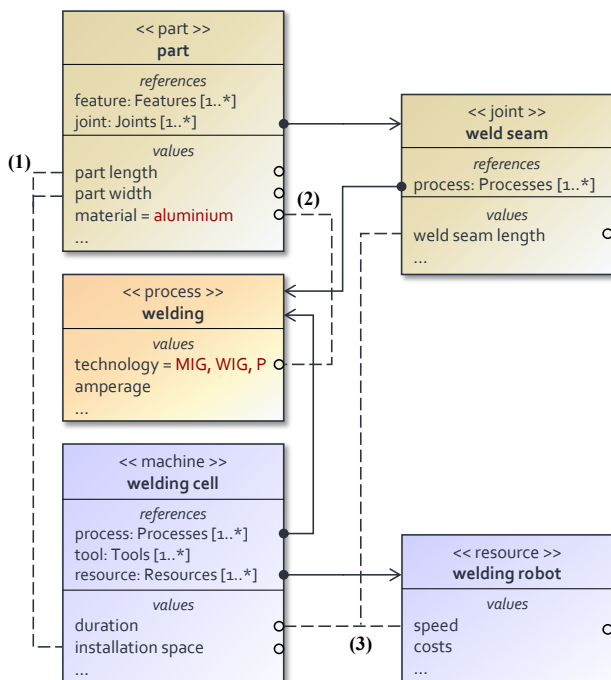 << part >>
part
references
feature: Features [1..*]
joint: Joints [1..*]
values
(1)
part length
part width
material = aluminium
...
(2)
<< joint >>
weld seam
references
process: Processes [1..*]
values
weld seam length
...
<< process >>
welding
values
technology = MIG, WIG, P
amperage
...
<< machine >>
welding cell
references
process: Processes [1..*]
tool: Tools [1..*]
resource: Resources [1..*]
values
duration
installation space
...
(3)
<< resource >>
welding robot
values
speed
costs
...